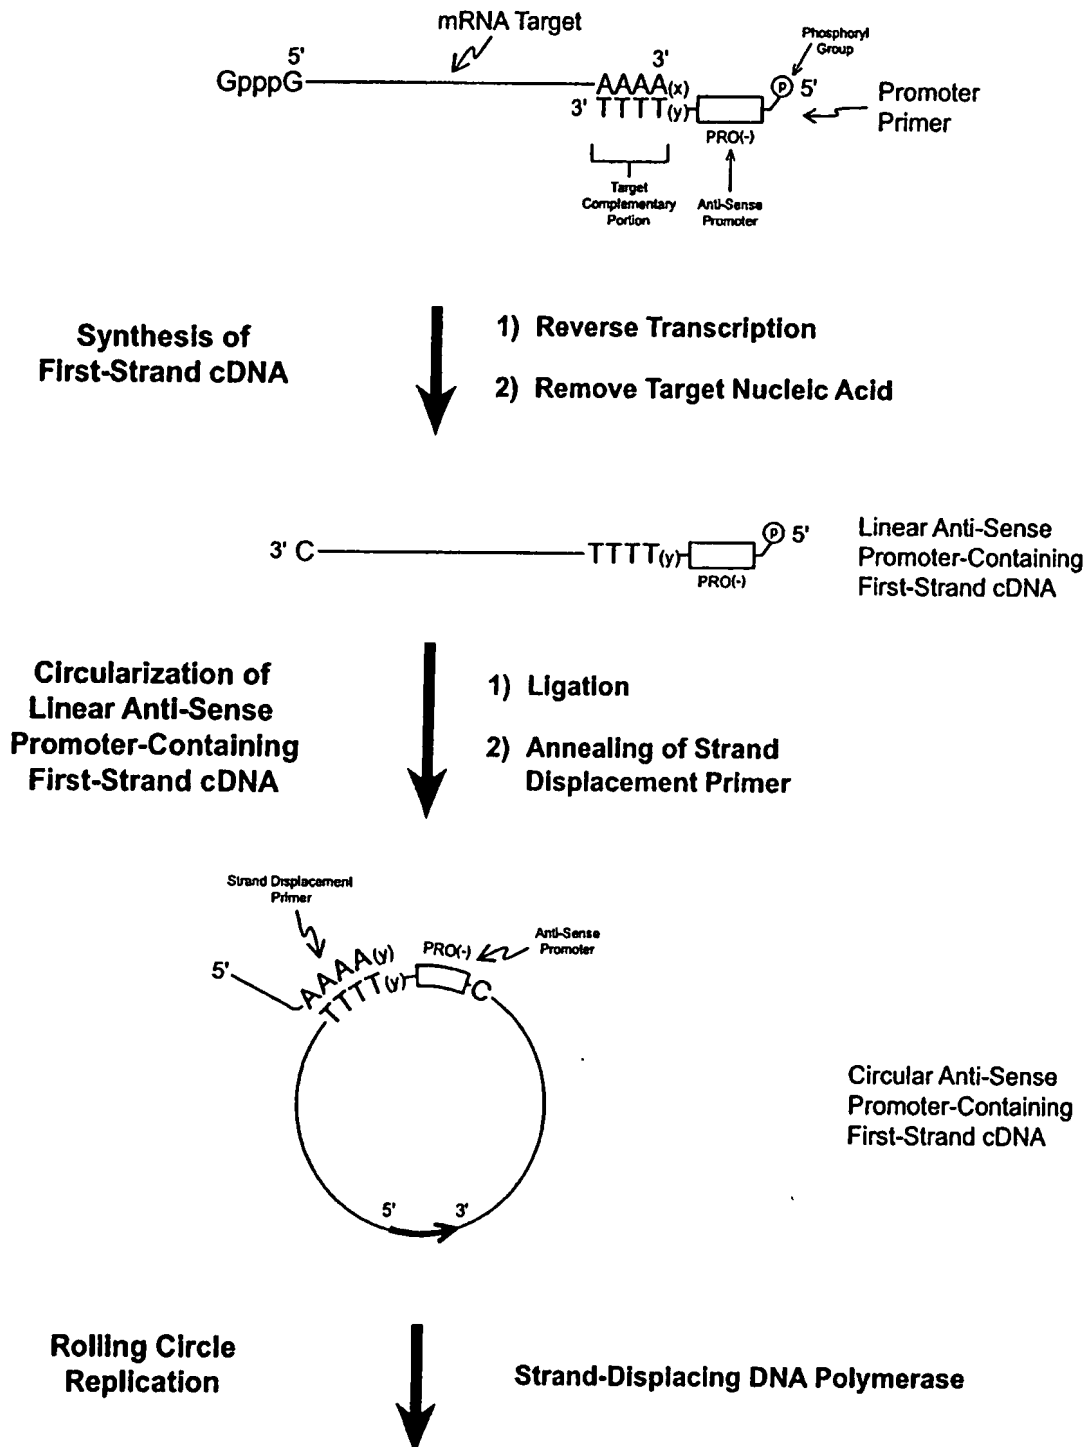 mRNA Target
Phosphoryl
Group
5'
3'
GpppG
AAAA(x)
P
5'
3'
TTTT(y)
PRO(-)
Promoter
Primer
Target
Complementary
Portion
Anti-Sense
Promoter
Synthesis of
First-Strand cDNA
1) Reverse Transcription
2) Remove Target Nucleic Acid
3' C
TTTT(y)
PRO(-)
P
5'
Linear Anti-Sense
Promoter-Containing
First-Strand cDNA
Circularization of
Linear Anti-Sense
Promoter-Containing
First-Strand cDNA
1) Ligation
2) Annealing of Strand
Displacement Primer
Strand Displacement
Primer
5'
AAAA(y)
TTTT(y)
PRO(-)
C
Anti-Sense
Promoter
5'
3'
Circular Anti-Sense
Promoter-Containing
First-Strand cDNA
Rolling Circle
Replication
Strand-Displacing DNA Polymerase